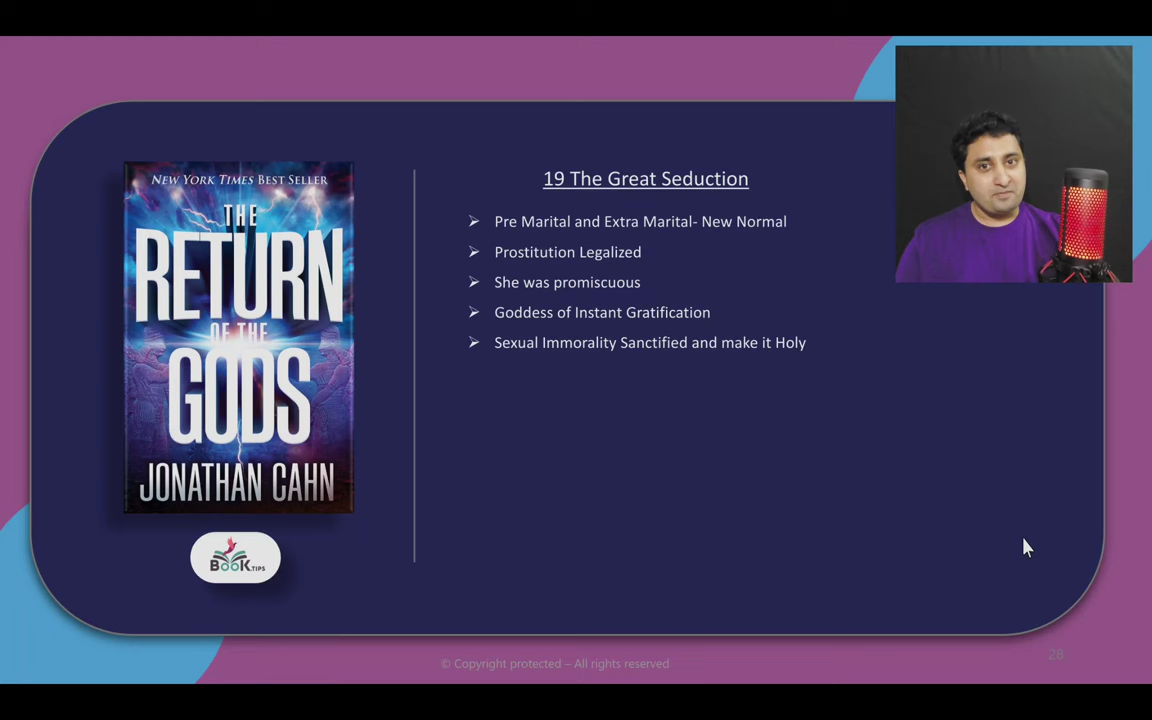 NEW YORK TIMES BEST SELLER
THE
RETURN
OF THE
GODS
JONATHAN CAHN
BOOK.TIPS
19 The Great Seduction
Pre Marital and Extra Marital- New Normal
Prostitution Legalized
She was promiscuous
Goddess of Instant Gratification
Sexual Immorality Sanctified and make it Holy
© Copyright protected – All rights reserved
28